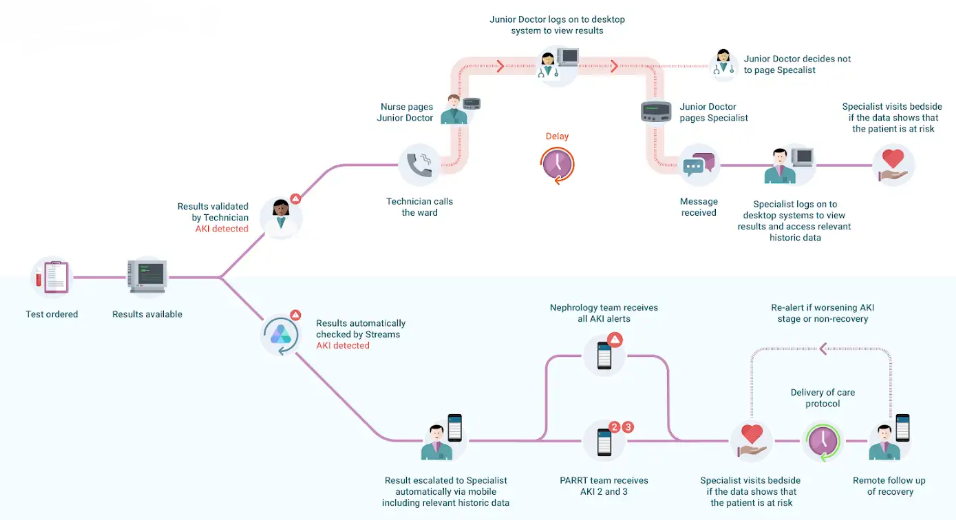 Junior Doctor logs on to desktop
system to view results
Junior Doctor decides not
to page Specalist
Nurse pages
Junior Doctor
Junior Doctor
pages Specialist
Specialist visits bedside
if the data shows that
the patient is at risk
Delay
Results validated
by Technician
AKI detected
Technician calls
the ward
Message
received
Specialist logs on to
desktop systems to view
results and access relevant
historic data
Test ordered
Results available
Results automatically
checked by Streams
AKI detected
Nephrology team receives
all AKI alerts
Re-alert if worsening AKI
stage or non-recovery
Delivery of care
protocol
2 3
Result escalated to Specialist
automatically via mobile
including relevant historic data
PARRT team receives
AKI 2 and 3
Specialist visits bedside
if the data shows that
the patient is at risk
Remote follow up
of recovery